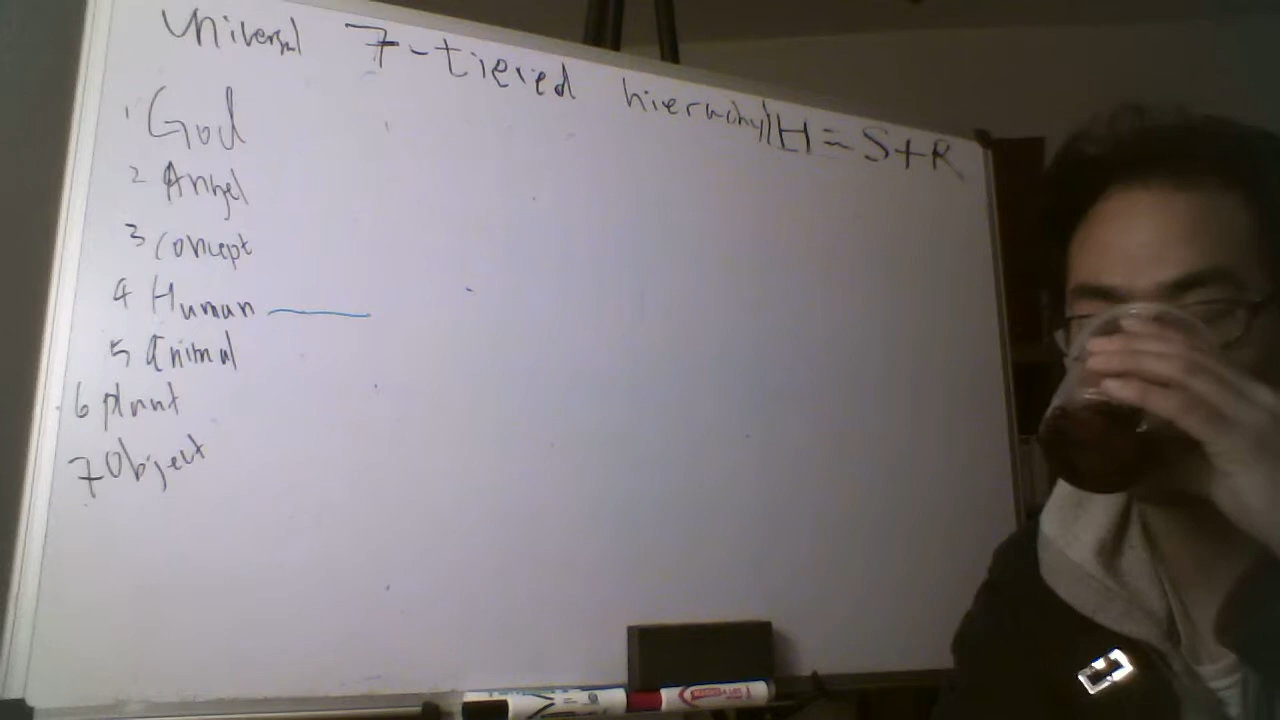 Universal 7-tiered hierarchy H = S+R
1 God
2 Angel
3 concept
4 Human
5 Animal
6 plant
7 Object